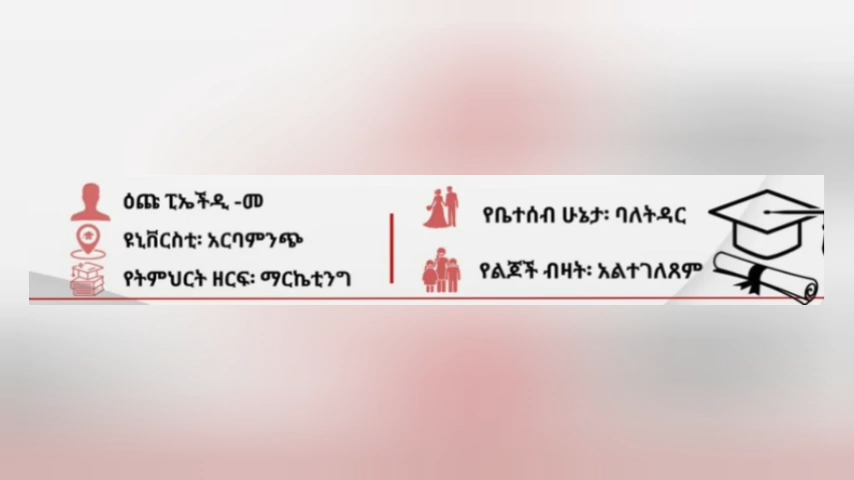 ዕጩ ፒኤችዲ -መ
ዩኒቨርስቲ፡ አርባምንጭ
የትምህርት ዘርፍ፡ ማርኬቲንግ
የቤተሰብ ሁኔታ፡ ባለትዳር
የልጆች ብዛት፡ አልተገለጸም